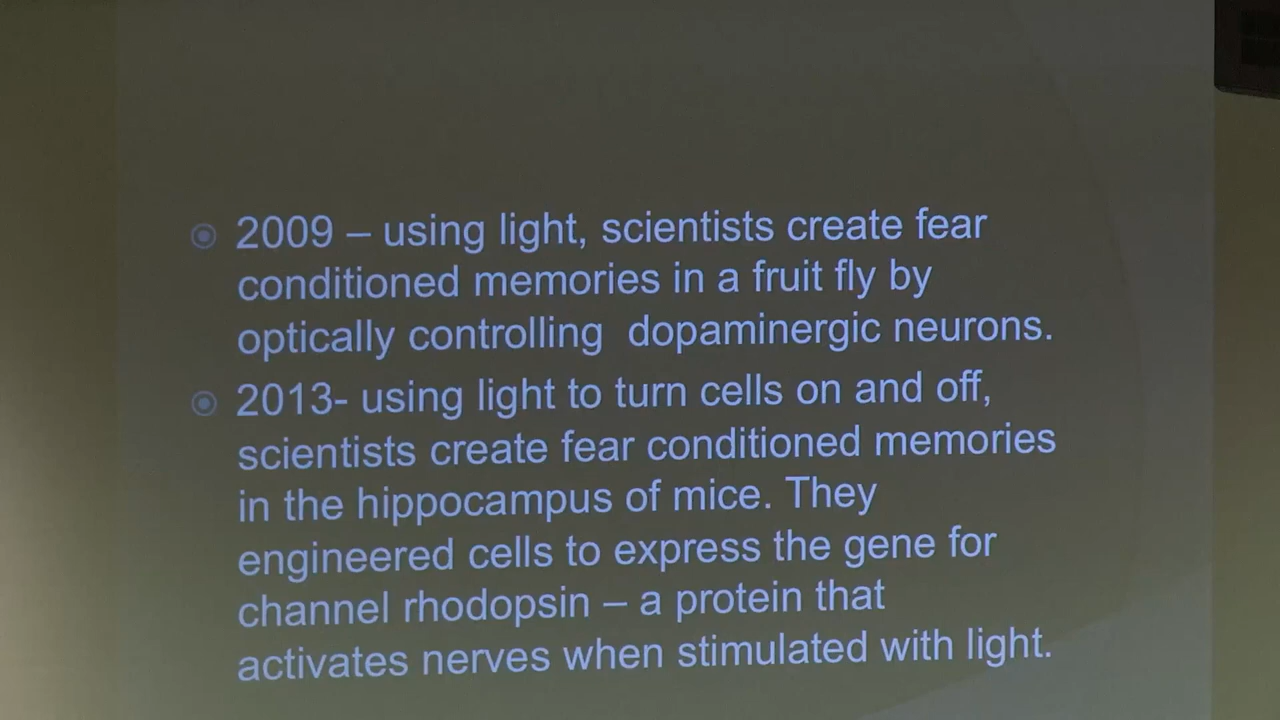 2009 – using light, scientists create fear
conditioned memories in a fruit fly by
optically controlling dopaminergic neurons.
2013- using light to turn cells on and off,
scientists create fear conditioned memories
in the hippocampus of mice. They
engineered cells to express the gene for
channel rhodopsin – a protein that
activates nerves when stimulated with light.